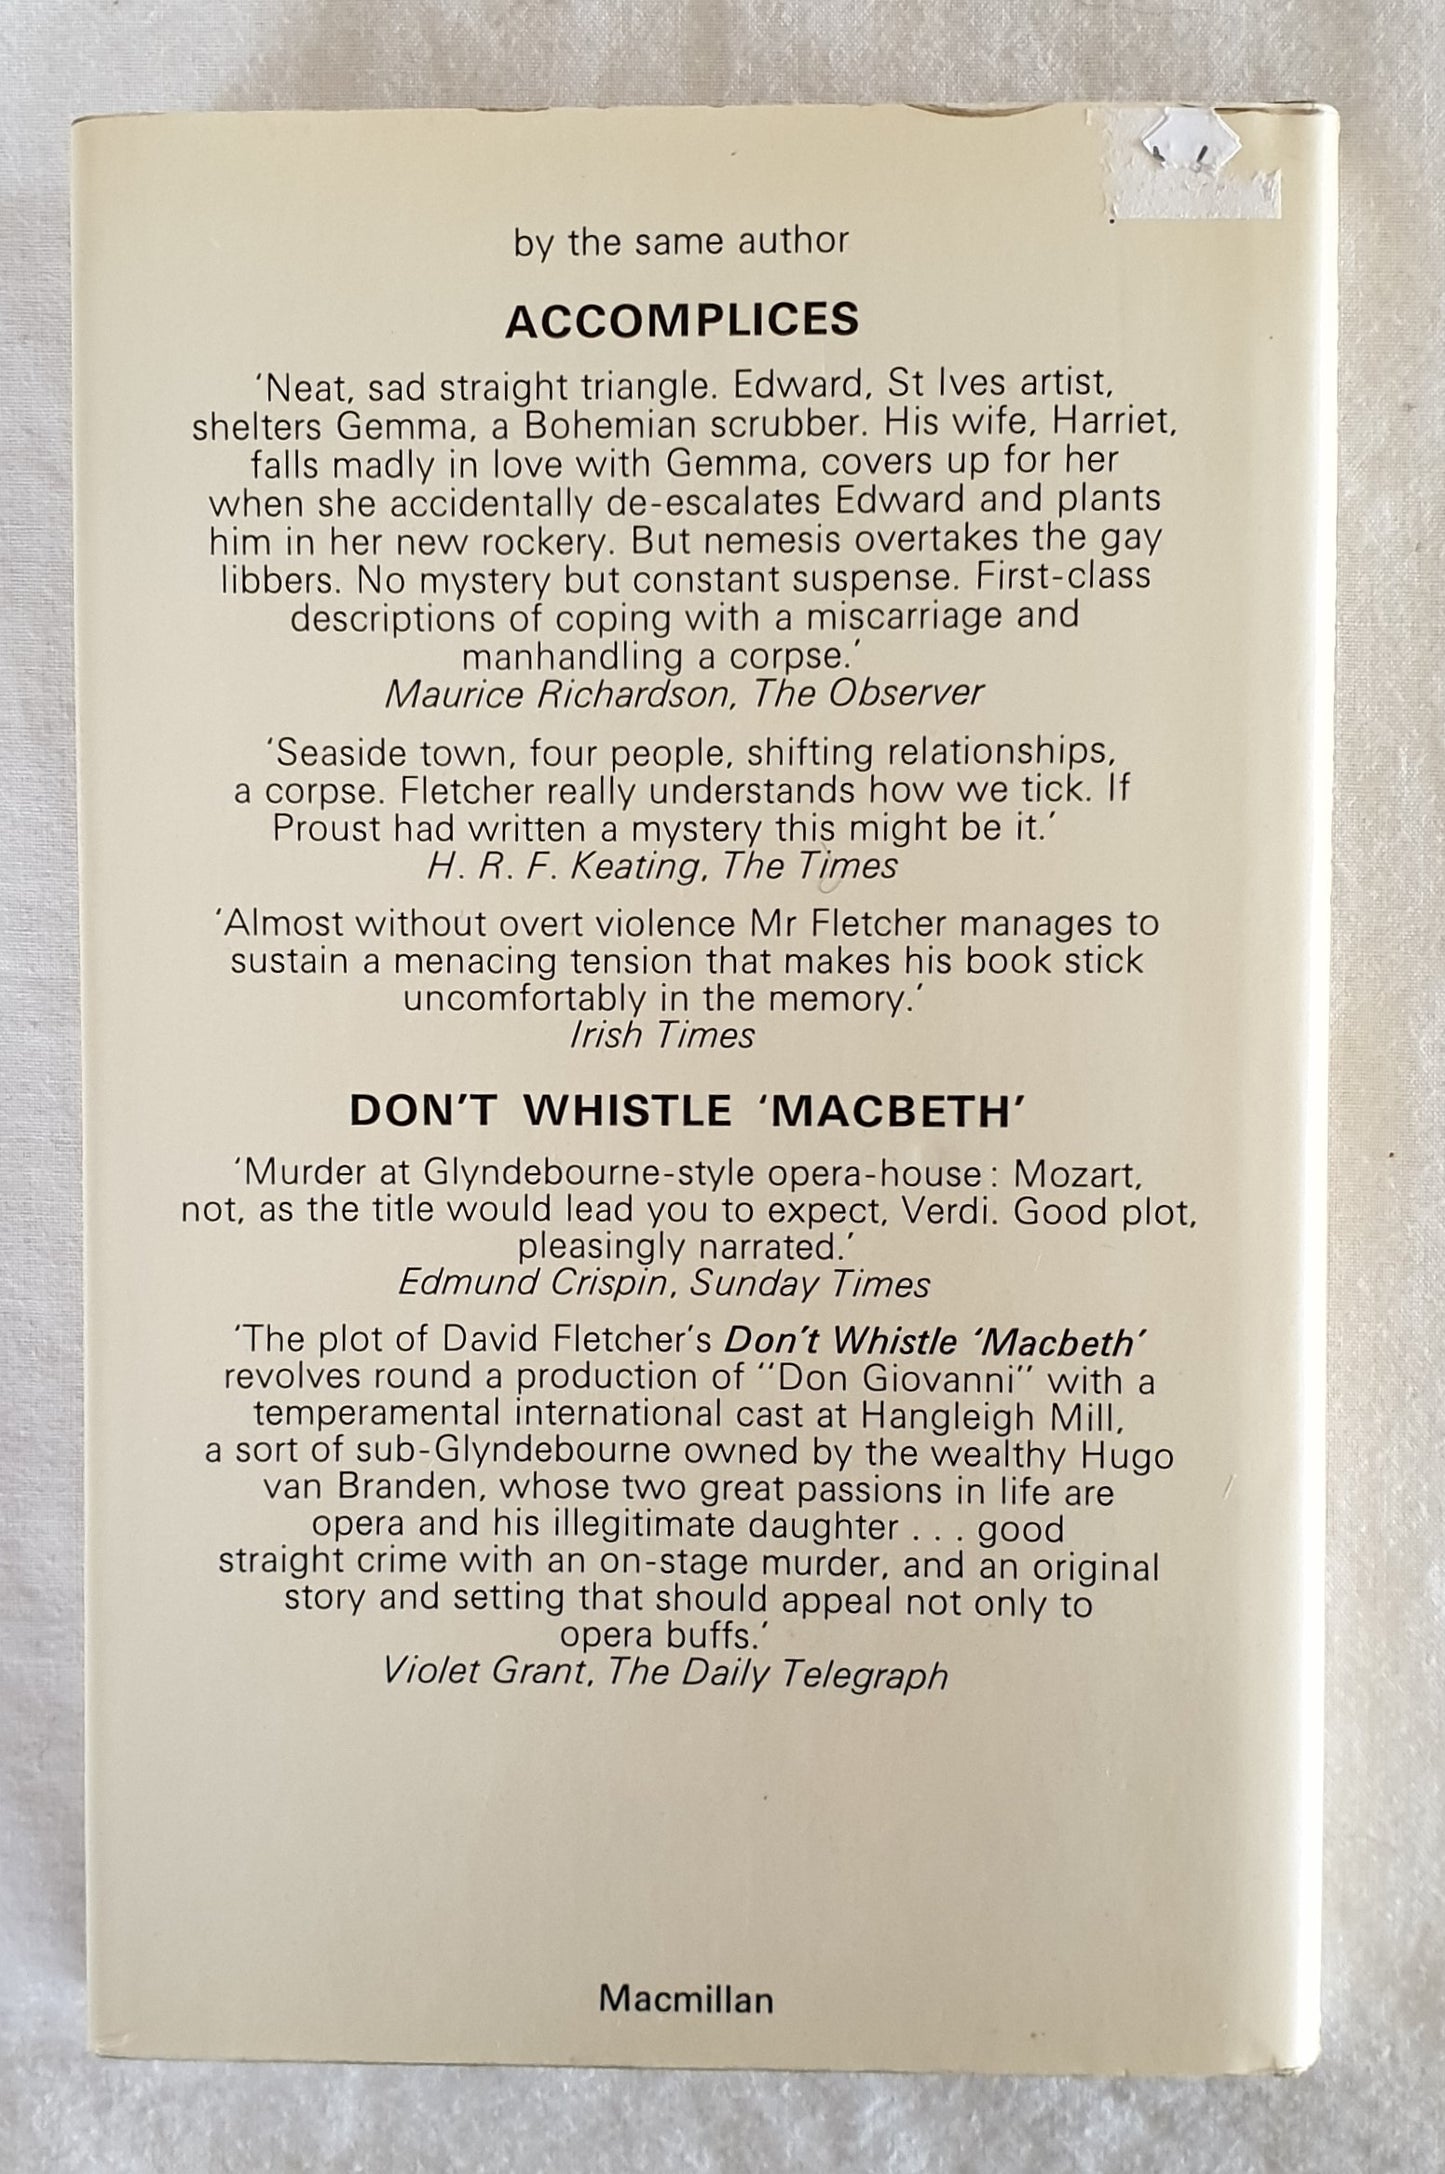 by the same author
ACCOMPLICES
‘Neat, sad straight triangle. Edward, St Ives artist,
shelters Gemma, a Bohemian scrubber. His wife, Harriet,
falls madly in love with Gemma, covers up for her
when she accidentally de-escalates Edward and plants
him in her new rockery. But nemesis overtakes the gay
libbers. No mystery but constant suspense. First-class
descriptions of coping with a miscarriage and
manhandling a corpse.’
Maurice Richardson, The Observer
‘Seaside town, four people, shifting relationships,
a corpse. Fletcher really understands how we tick. If
Proust had written a mystery this might be it.’
H. R. F. Keating, The Times
‘Almost without overt violence Mr Fletcher manages to
sustain a menacing tension that makes his book stick
uncomfortably in the memory.’
Irish Times
DON’T WHISTLE ‘MACBETH’
‘Murder at Glyndebourne-style opera-house: Mozart,
not, as the title would lead you to expect, Verdi. Good plot,
pleasingly narrated.’
Edmund Crispin, Sunday Times
‘The plot of David Fletcher’s Don’t Whistle ‘Macbeth’
revolves round a production of “Don Giovanni” with a
temperamental international cast at Hangleigh Mill,
a sort of sub-Glyndebourne owned by the wealthy Hugo
van Branden, whose two great passions in life are
opera and his illegitimate daughter . . . good
straight crime with an on-stage murder, and an original
story and setting that should appeal not only to
opera buffs.’
Violet Grant, The Daily Telegraph
Macmillan